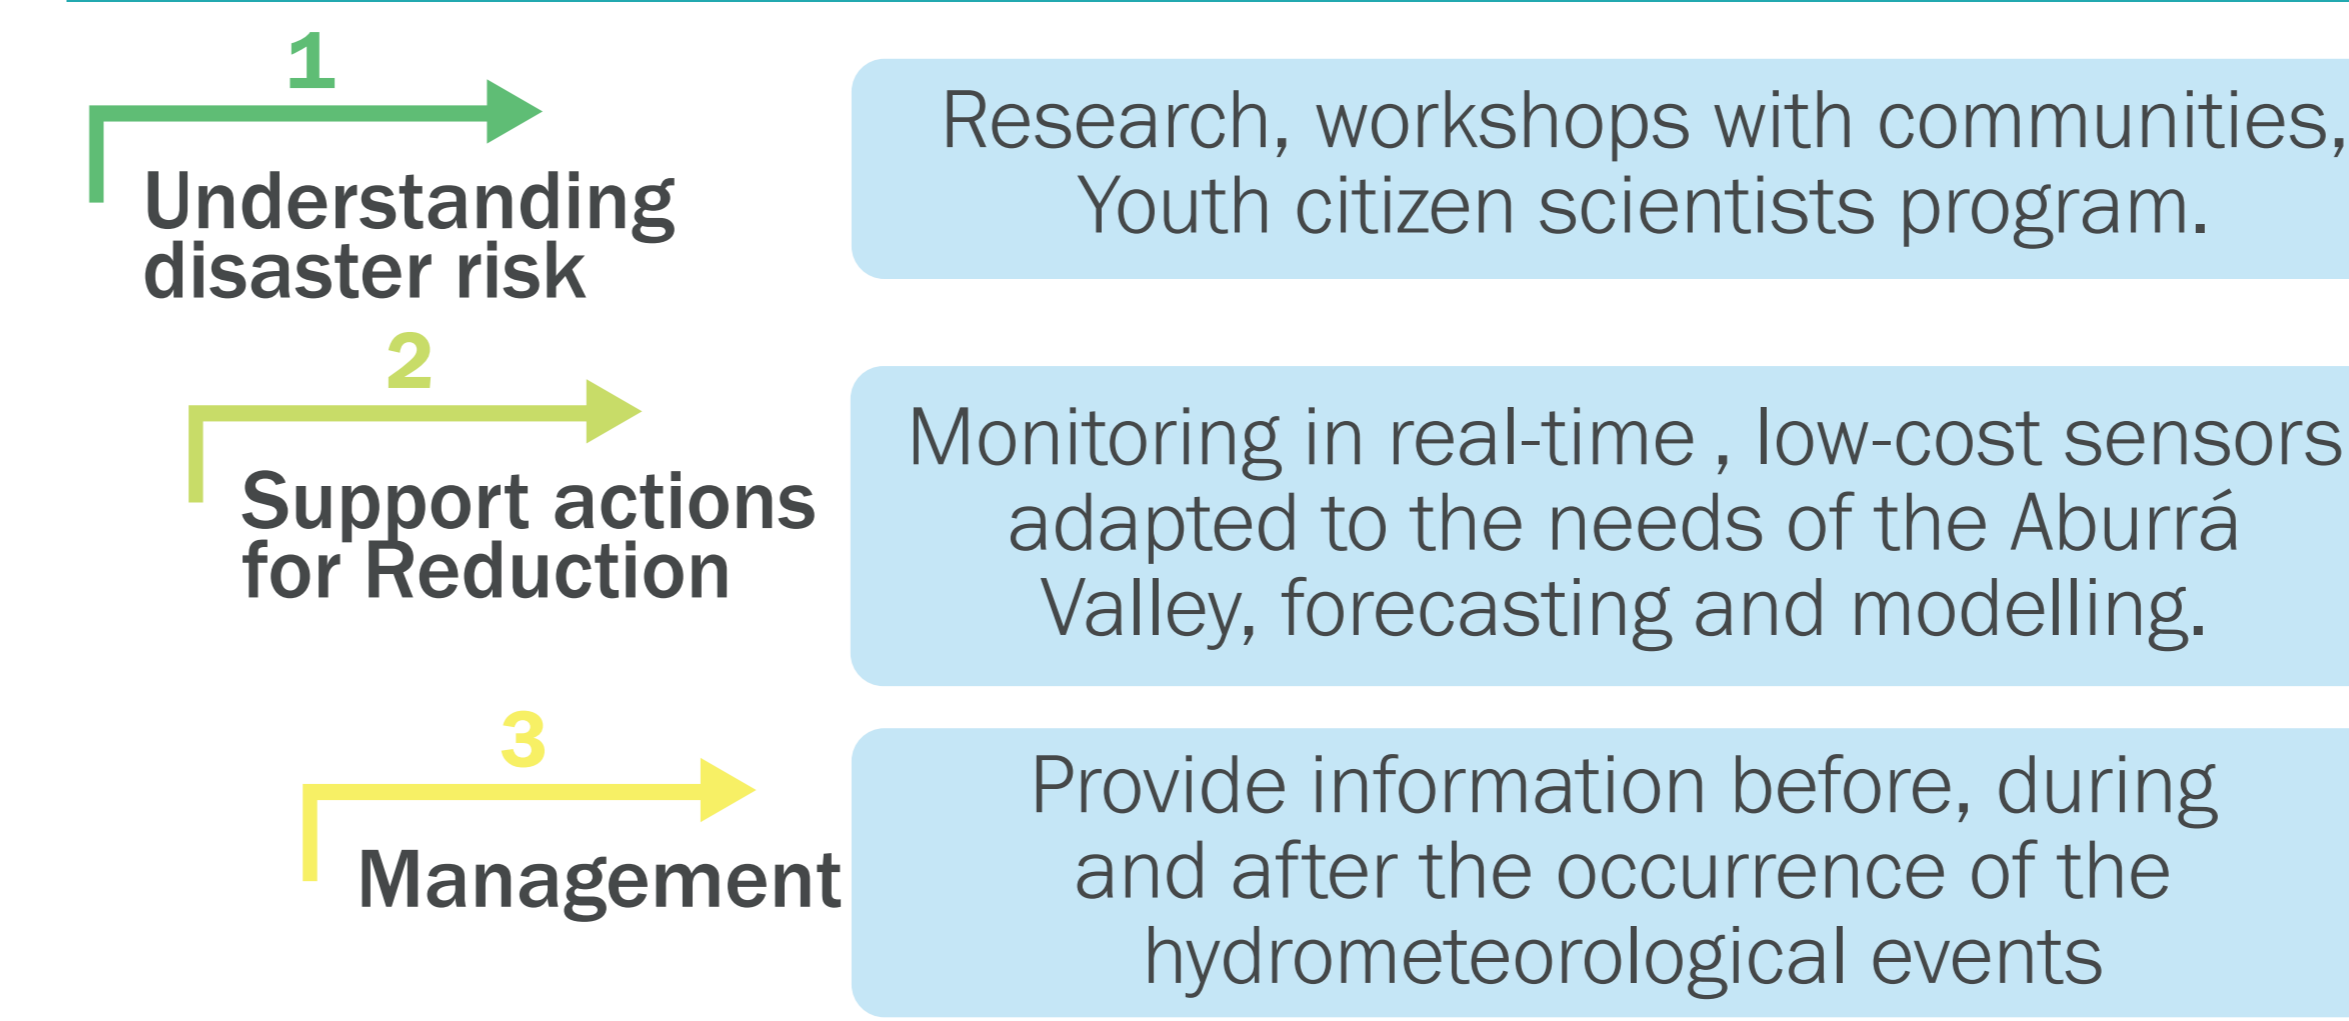 1
Understanding
disaster risk
Research, workshops with communities,
Youth citizen scientists program.
2
Support actions
for Reduction
Monitoring in real-time , low-cost sensors
adapted to the needs of the Aburrá
Valley, forecasting and modelling.
3
Management
Provide information before, during
and after the occurrence of the
hydrometeorological events